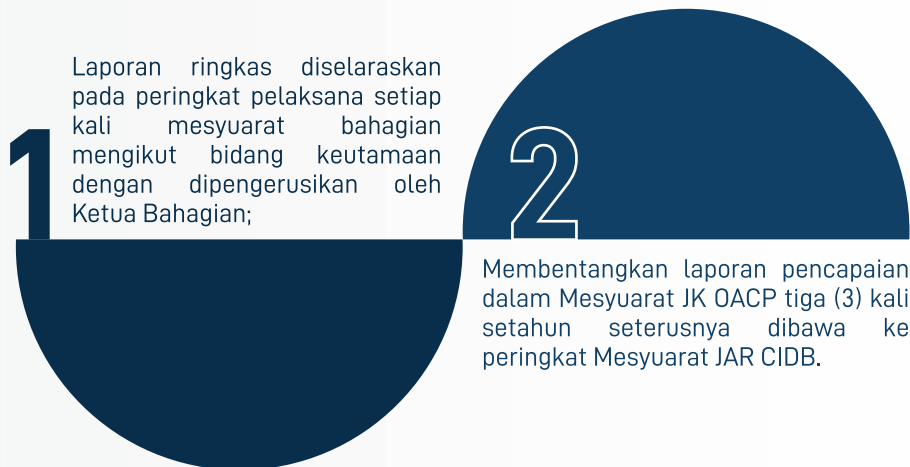 1
Laporan ringkas diselaraskan
pada peringkat pelaksana setiap
kali mesyuarat bahagian
mengikut bidang keutamaan
dengan dipengerusikan oleh
Ketua Bahagian;
2
Membentangkan laporan pencapaian
dalam Mesyuarat JK OACP tiga (3) kali
setahun seterusnya dibawa ke
peringkat Mesyuarat JAR CIDB.